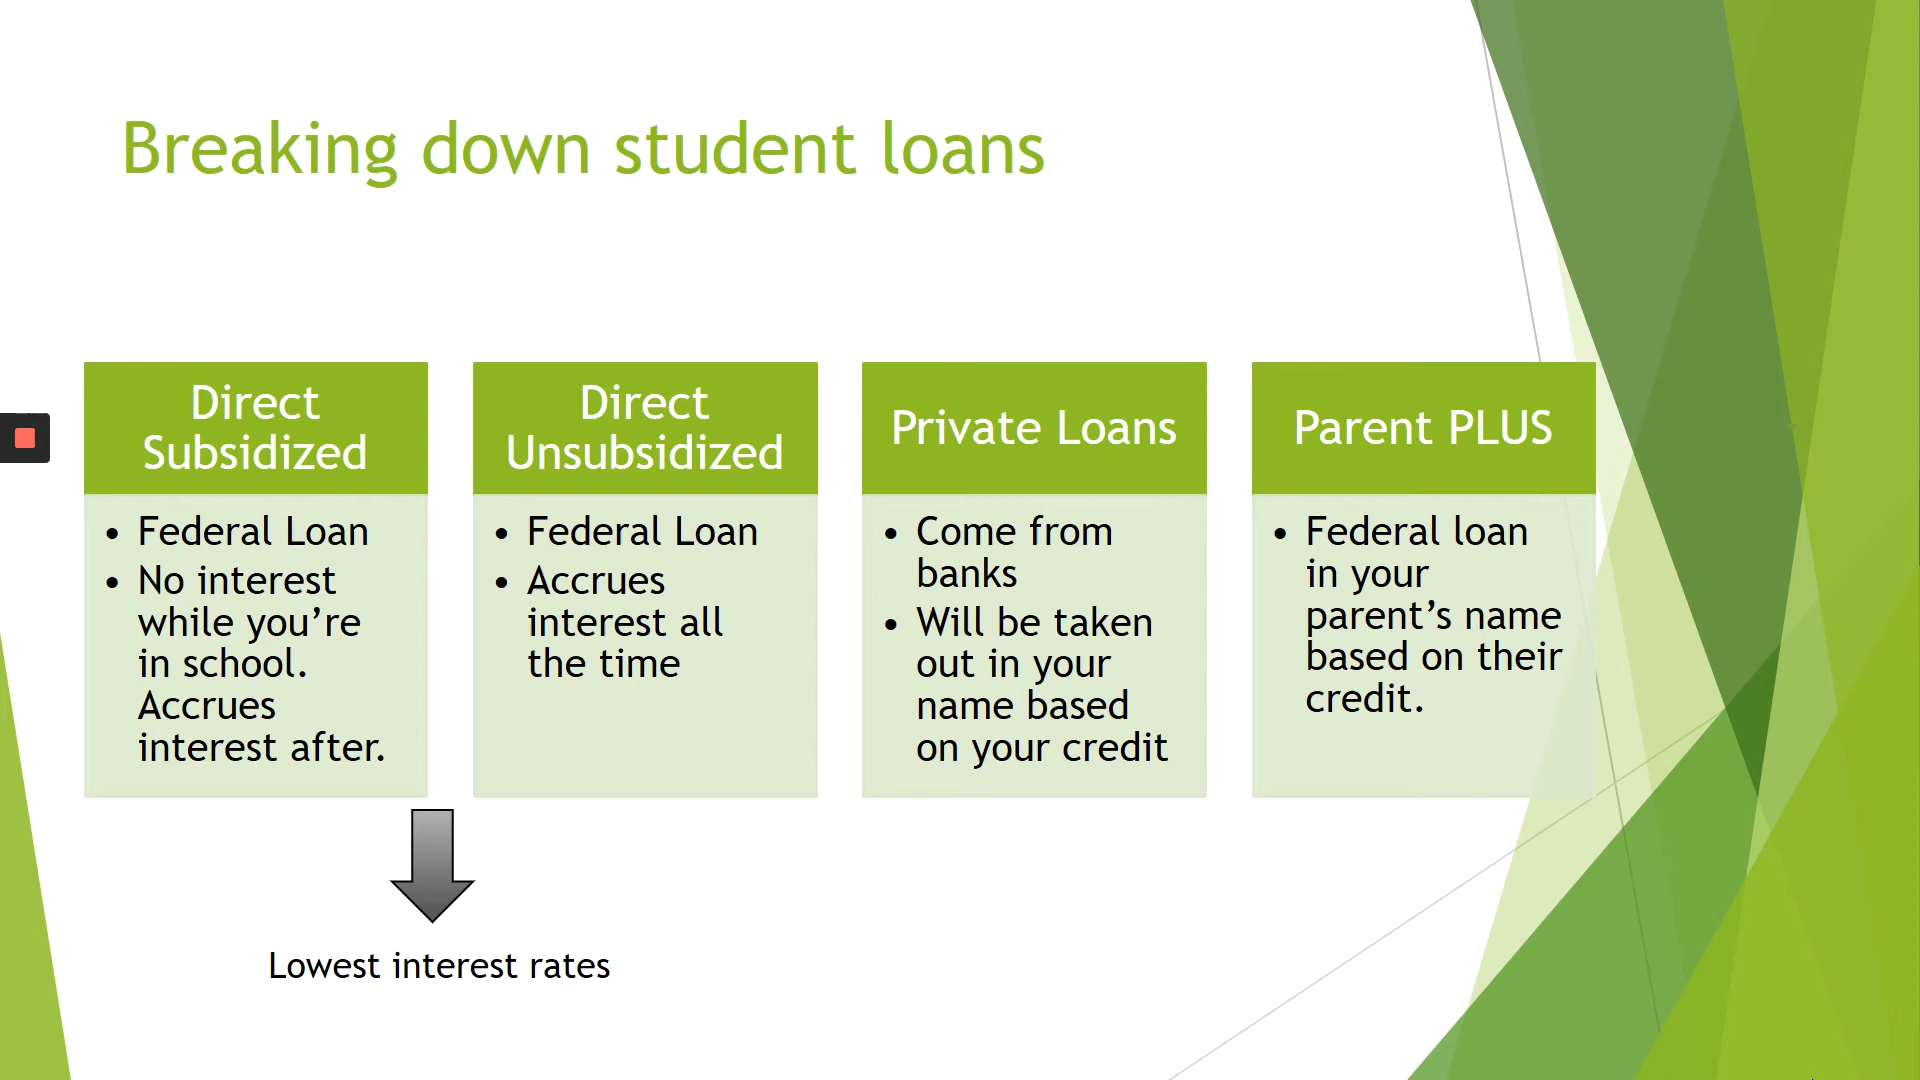 Breaking down student loans
Direct
Subsidized
• Federal Loan
• No interest
while you’re
in school.
Accrues
interest after.
Direct
Unsubsidized
• Federal Loan
• Accrues
interest all
the time
Private Loans
• Come from
banks
• Will be taken
out in your
name based
on your credit
Parent PLUS
• Federal loan
in your
parent’s name
based on their
credit.
Lowest interest rates